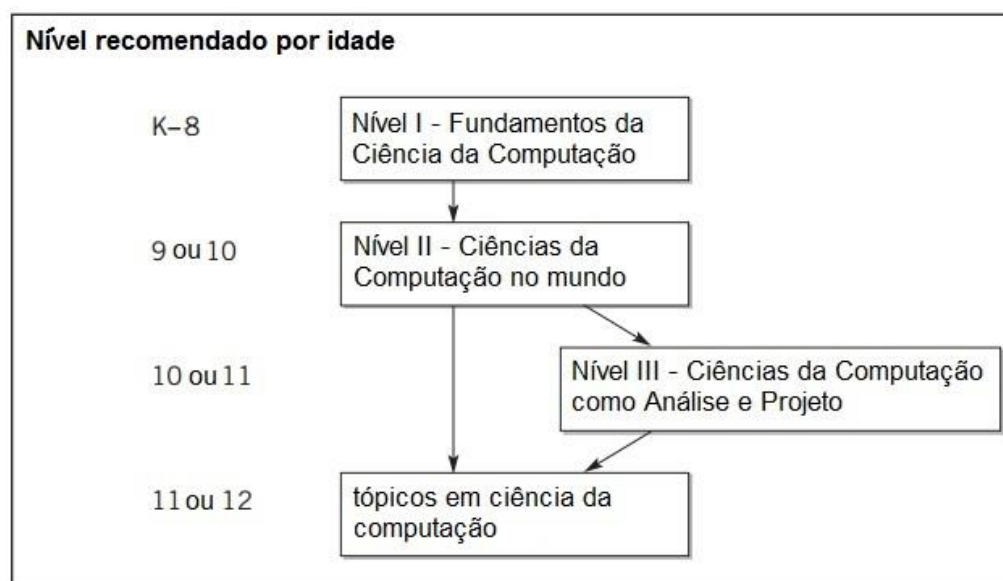 Nível recomendado por idade
K-8
Nível I - Fundamentos da
Ciência da Computação
9 ou 10
Nível II - Ciências da
Computação no mundo
10 ou 11
Nível III - Ciências da Computação
como Análise e Projeto
11 ou 12
tópicos em ciência da
computação